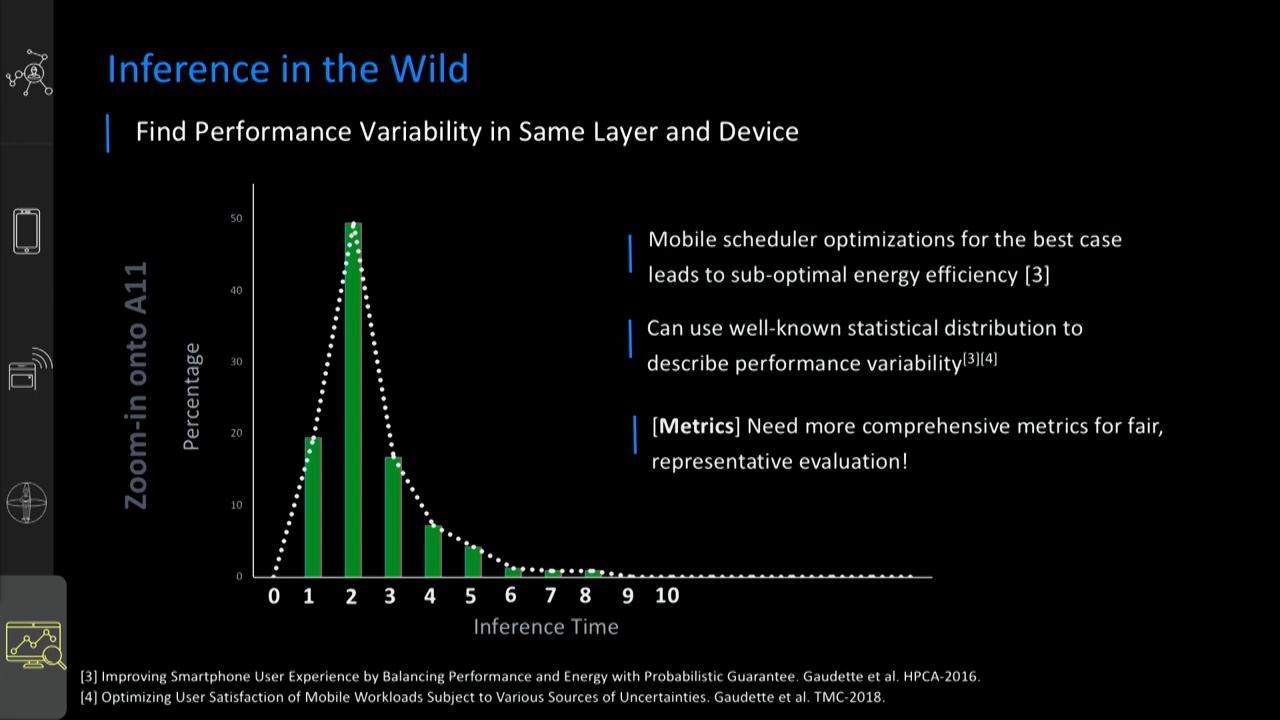 Inference in the Wild
Find Performance Variability in Same Layer and Device
Zoom-in onto A11
Percentage
50
40
30
20
10
0
0 1 2 3 4 5 6 7 8 9 10
Inference Time
Mobile scheduler optimizations for the best case
leads to sub-optimal energy efficiency [3]
Can use well-known statistical distribution to
describe performance variability[3][4]
[Metrics] Need more comprehensive metrics for fair,
representative evaluation!
[3] Improving Smartphone User Experience by Balancing Performance and Energy with Probabilistic Guarantee. Gaudette et al. HPCA-2016.
[4] Optimizing User Satisfaction of Mobile Workloads Subject to Various Sources of Uncertainties. Gaudette et al. TMC-2018.